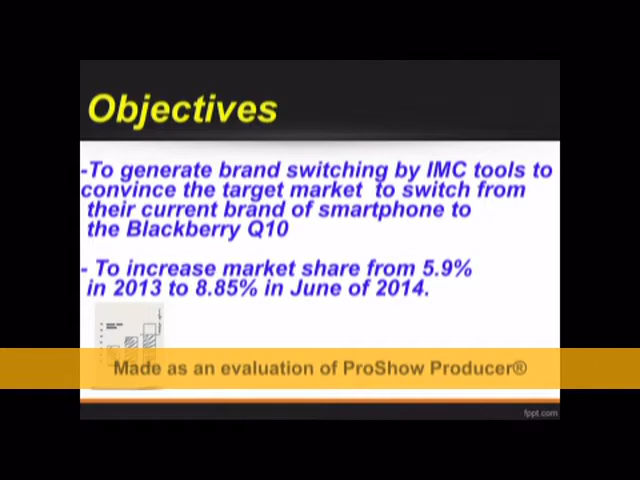 Objectives
-To generate brand switching by IMC tools to
convince the target market to switch from
their current brand of smartphone to
the Blackberry Q10
- To increase market share from 5.9%
in 2013 to 8.85% in June of 2014.
Made as an evaluation of ProShow Producer®
fppt.com